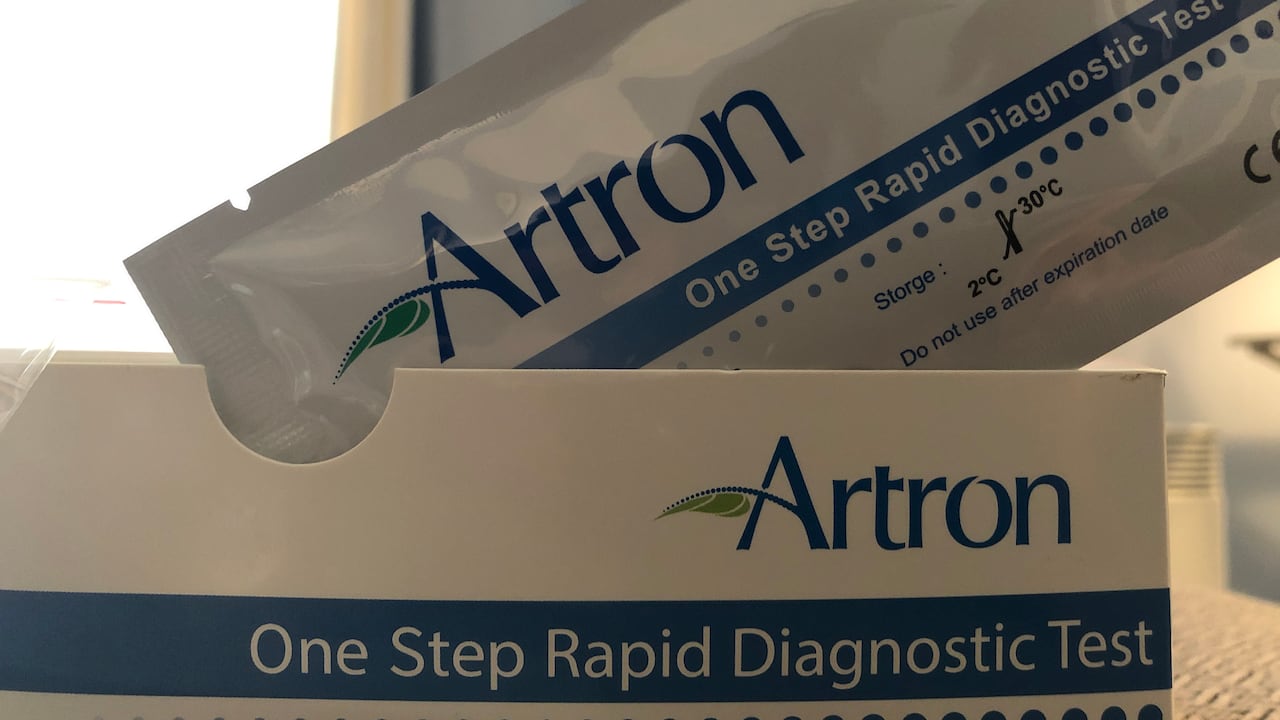 Artron
One Step Rapid Diagnostic Test
Storge :
2°C 30°C
Do not use after expiration date
Artron
One Step Rapid Diagnostic Test